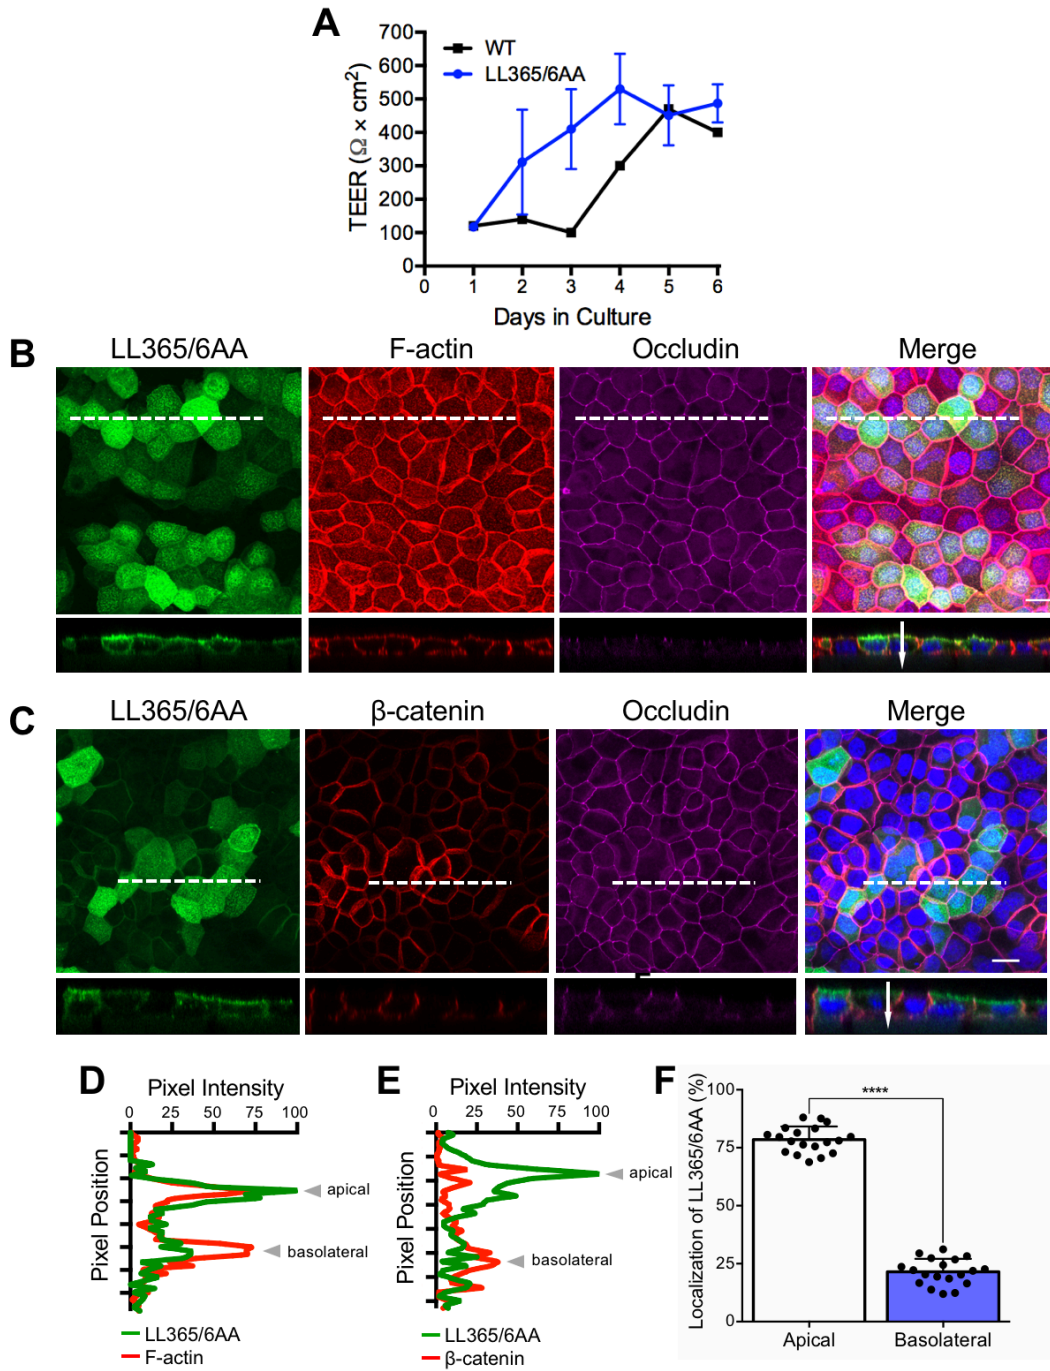 A
700
600
500
400
300
200
100
0
TEER (Ω × cm²)
WT
LL365/6AA
0 1 2 3 4 5 6
Days in Culture
B
LL365/6AA F-actin Occludin Merge
C
LL365/6AA β-catenin Occludin Merge
D
Pixel Intensity
0 25 50 75 100
Pixel Position
apical
basolateral
LL365/6AA
F-actin
E
Pixel Intensity
0 25 50 75 100
Pixel Position
apical
basolateral
LL365/6AA
β-catenin
F
Localization of LL365/6AA (%)
100
75
50
25
0
****
Apical Basolateral